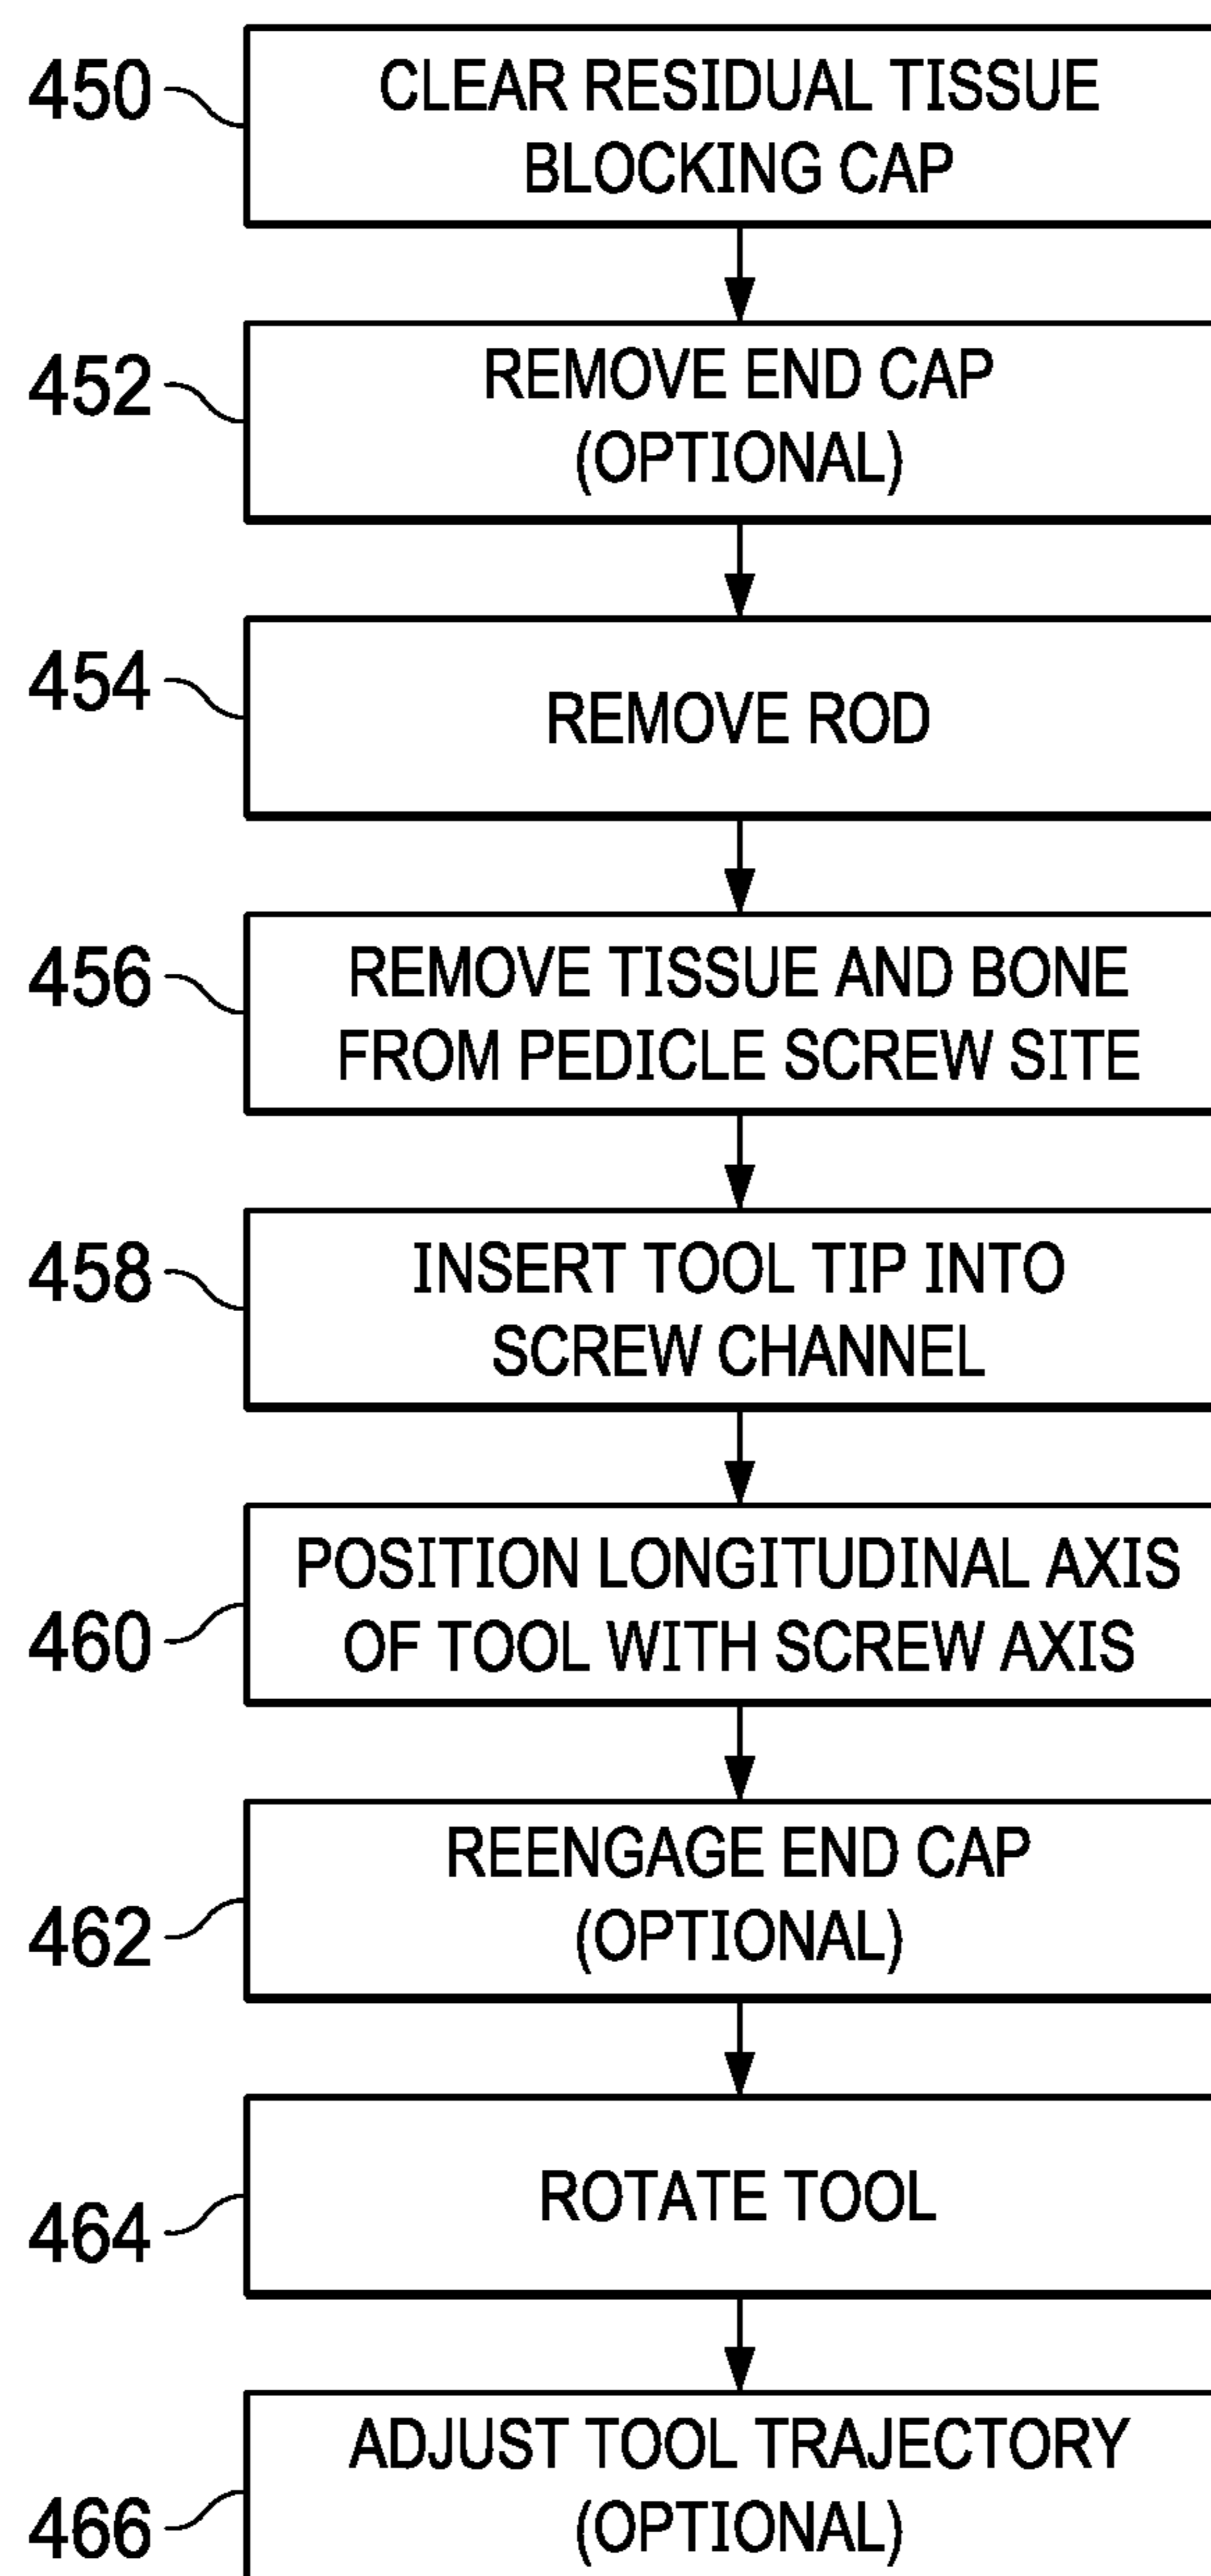 450
CLEAR RESIDUAL TISSUE
BLOCKING CAP
452
REMOVE END CAP
(OPTIONAL)
454
REMOVE ROD
456
REMOVE TISSUE AND BONE
FROM PEDICLE SCREW SITE
458
INSERT TOOL TIP INTO
SCREW CHANNEL
460
POSITION LONGITUDINAL AXIS
OF TOOL WITH SCREW AXIS
462
REENGAGE END CAP
(OPTIONAL)
464
ROTATE TOOL
466
ADJUST TOOL TRAJECTORY
(OPTIONAL)